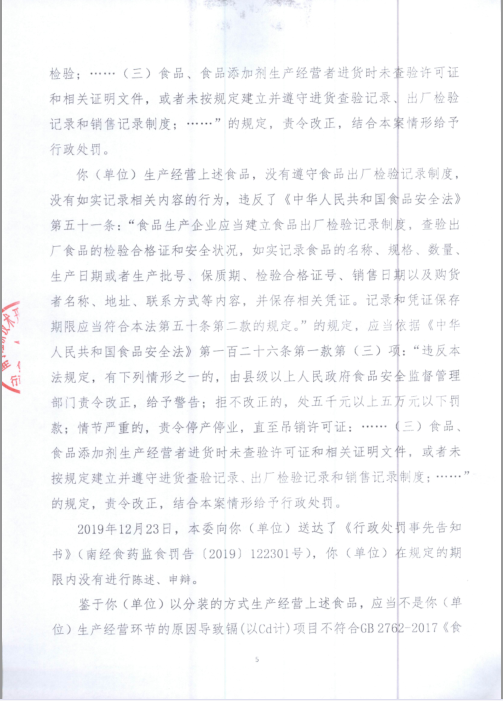 检验；……（三）食品、食品添加剂生产经营者进货时未查验许可证
和相关证明文件，或者未按规定建立并遵守进货查验记录、出厂检验
记录和销售记录制度；……”的规定，责令改正，结合本案情形给予
行政处罚。
你（单位）生产经营上述食品，没有遵守食品出厂检验记录制度，
没有如实记录相关内容的行为，违反了《中华人民共和国食品安全法》
第五十一条：“食品生产企业应当建立食品出厂检验记录制度，查验出
厂食品的检验合格证和安全状况，如实记录食品的名称、规格、数量、
生产日期或者生产批号、保质期、检验合格证号、销售日期以及购货
者名称、地址、联系方式等内容，并保存相关凭证。记录和凭证保存
期限应当符合本法第五十条第二款的规定。”的规定，应当依据《中华
人民共和国食品安全法》第一百二十六条第一款第（三）项：“违反本
法规定，有下列情形之一的，由县级以上人民政府食品安全监督管理
部门责令改正，给予警告；拒不改正的，处五千元以上五万元以下罚
款；情节严重的，责令停产停业，直至吊销许可证：……（三）食品、
食品添加剂生产经营者进货时未查验许可证和相关证明文件，或者未
按规定建立并遵守进货查验记录、出厂检验记录和销售记录制度；……”
的规定，责令改正，结合本案情形给予行政处罚。
2019年12月23日，本委向你（单位）送达了《行政处罚事先告知
书》（南经食药监食罚告〔2019〕122301号），你（单位）在规定的期
限内没有进行陈述、申辩。
鉴于你（单位）以分装的方式生产经营上述食品，应当不是你（单
位）生产经营环节的原因导致镉(以Cd计)项目不符合GB 2762-2017《食
5